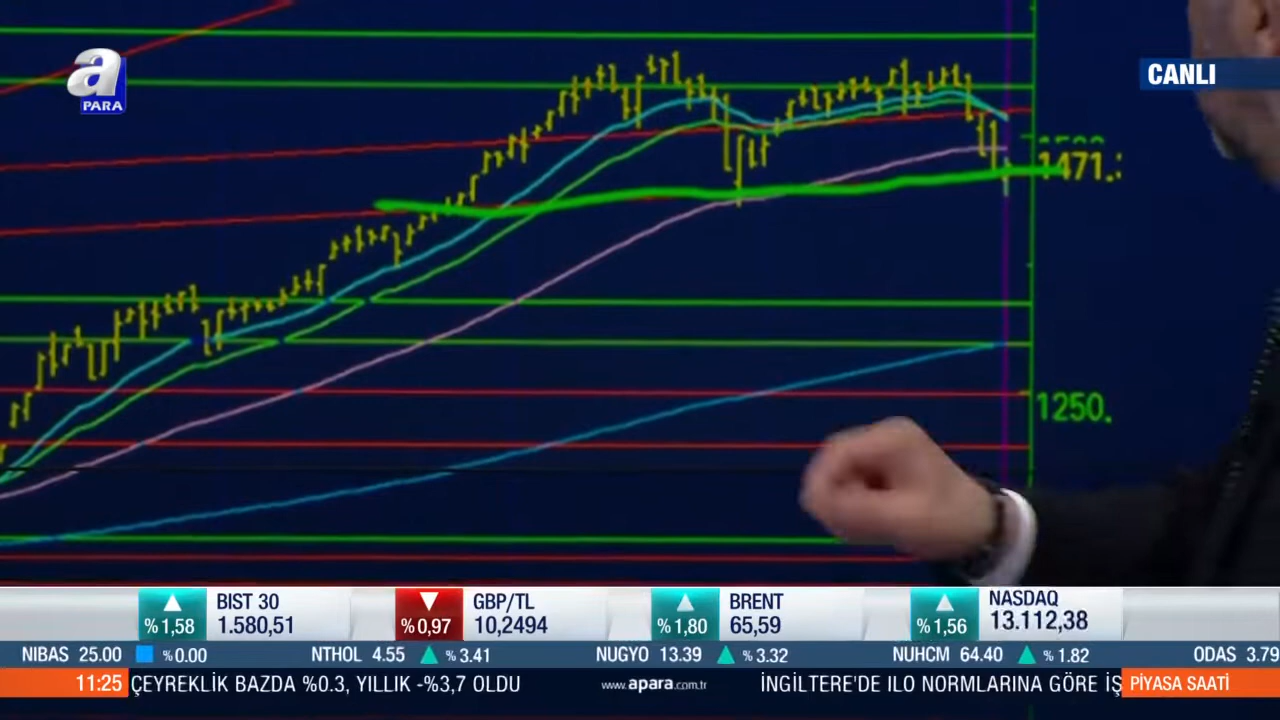 a
PARA
CANLI
1471.
1250.
BIST 30
%1,58
1.580,51
GBP/TL
%0,97
10,2494
BRENT
%1,80
65,59
NASDAQ
%1,56
13.112,38
NIBAS 25.00 %0.00 NTHOL 4.55 %3.41 NUGYO 13.39 %3.32 NUHCM 64.40 %1.82 ODAS 3.79
11:25 ÇEYREKLİK BAZDA %0.3, YILLIK -%3,7 OLDU www.apara.com.tr İNGİLTERE'DE ILO NORMLARINA GÖRE İŞ PİYASA SAATİ